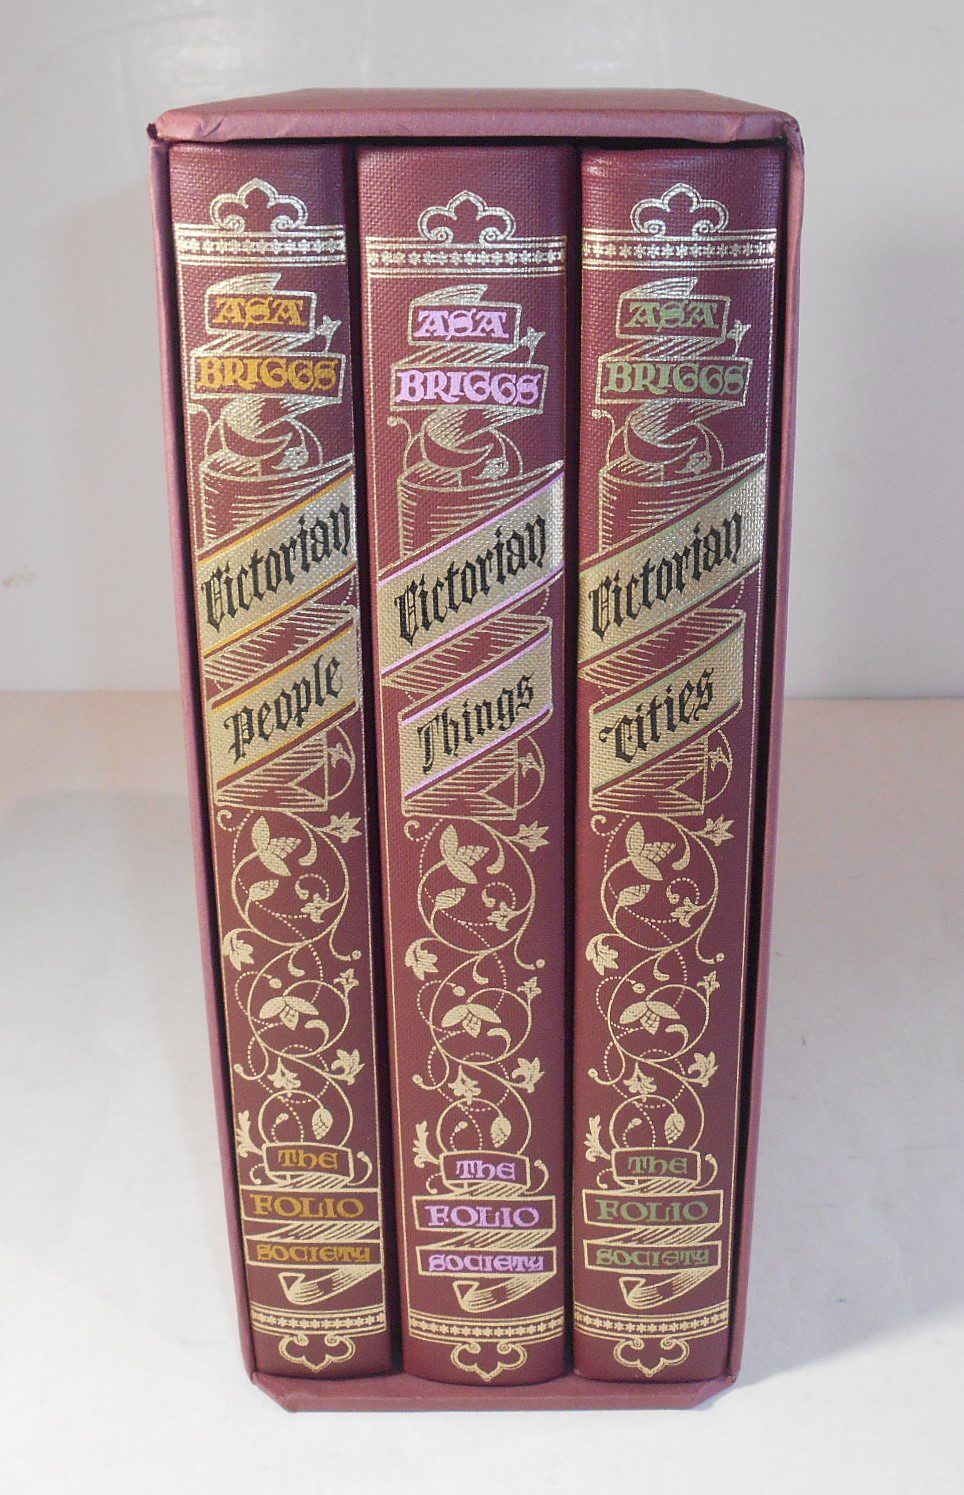 ASA
BRIGGS
Victorian
People
THE
FOLIO
SOCIETY
ASA
BRIGGS
Victorian
Things
THE
FOLIO
SOCIETY
ASA
BRIGGS
Victorian
Cities
THE
FOLIO
SOCIETY